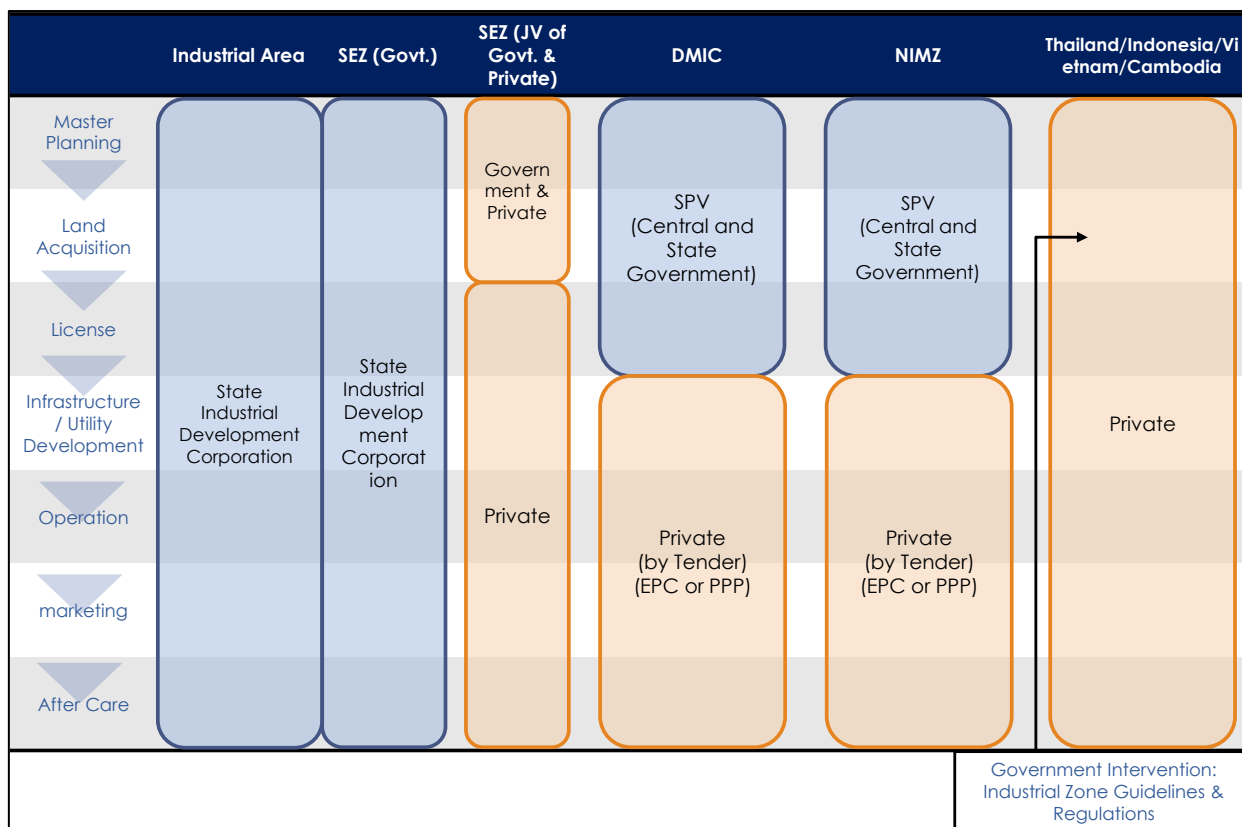 Industrial Area
SEZ (Govt.)
SEZ (JV of
Govt. &
Private)
DMIC
NIMZ
Thailand/Indonesia/Vi
etnam/Cambodia
Master
Planning
Land
Acquisition
License
Infrastructure
/ Utility
Development
Operation
marketing
After Care
State
Industrial
Development
Corporation
State
Industrial
Develop
ment
Corporat
ion
Govern
ment &
Private
Private
SPV
(Central and
State
Government)
Private
(by Tender)
(EPC or PPP)
SPV
(Central and
State
Government)
Private
(by Tender)
(EPC or PPP)
Private
Government Intervention:
Industrial Zone Guidelines &
Regulations